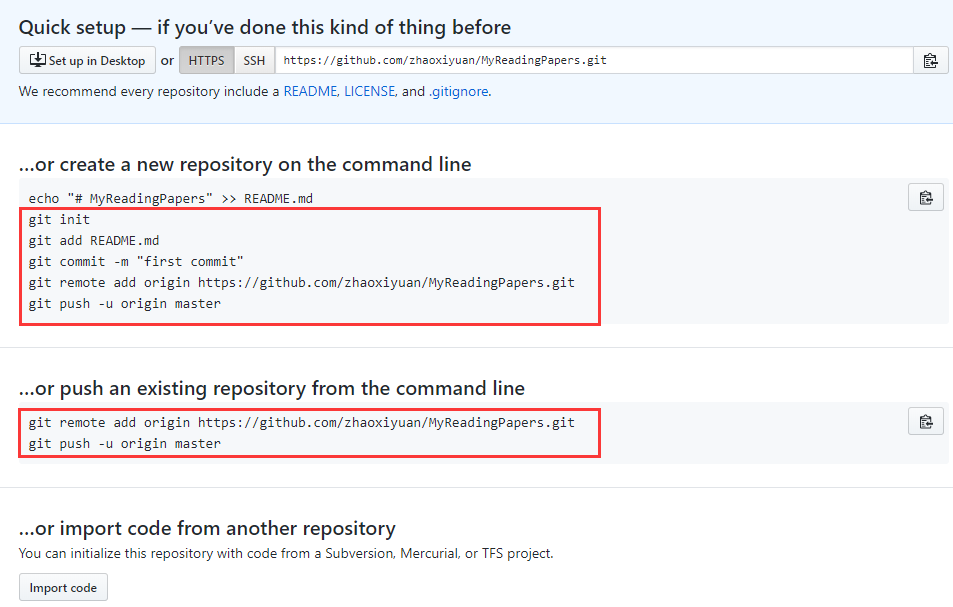 Quick setup — if you’ve done this kind of thing before
Set up in Desktop or HTTPS SSH https://github.com/zhaoxiyuan/MyReadingPapers.git
We recommend every repository include a README, LICENSE, and .gitignore.
...or create a new repository on the command line
echo "# MyReadingPapers" >> README.md
git init
git add README.md
git commit -m "first commit"
git remote add origin https://github.com/zhaoxiyuan/MyReadingPapers.git
git push -u origin master
...or push an existing repository from the command line
git remote add origin https://github.com/zhaoxiyuan/MyReadingPapers.git
git push -u origin master
...or import code from another repository
You can initialize this repository with code from a Subversion, Mercurial, or TFS project.
Import code